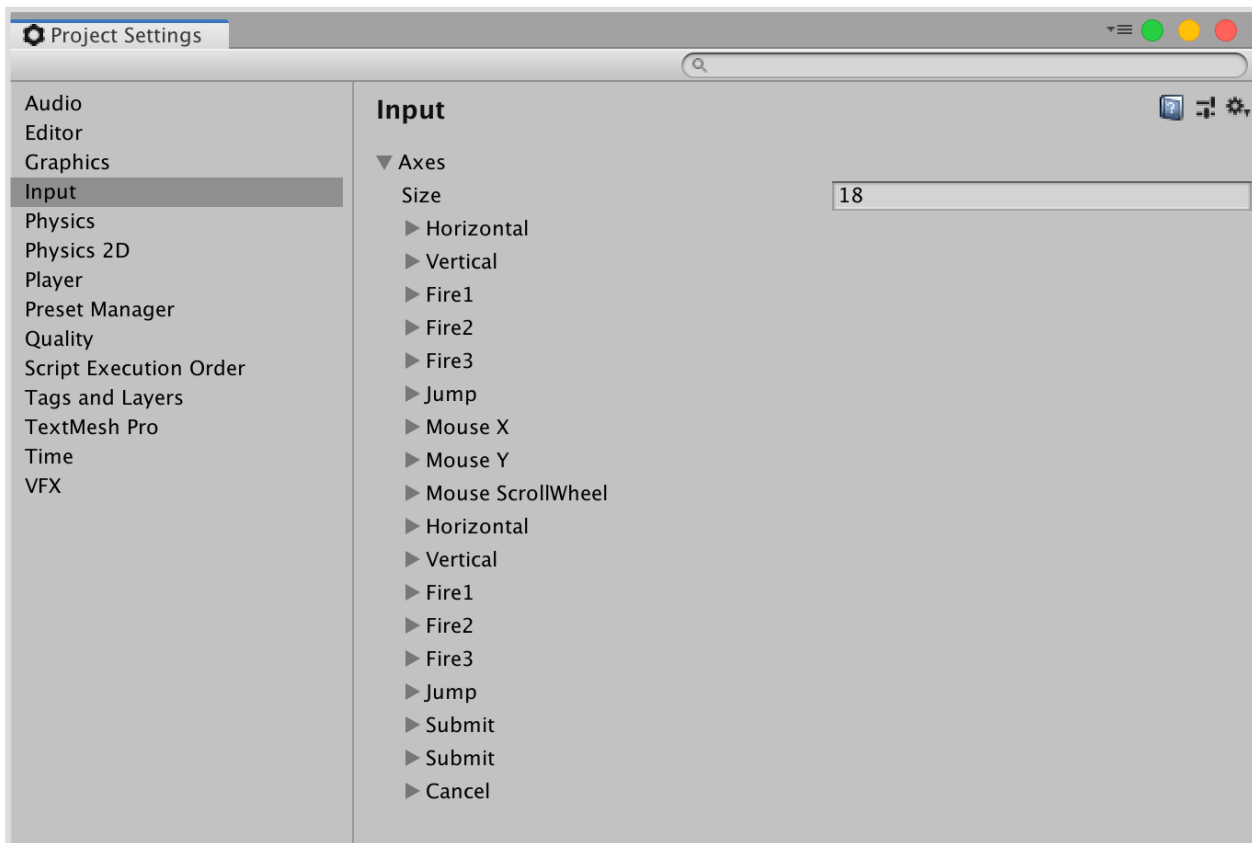 Project Settings
Audio
Editor
Graphics
Input
Physics
Physics 2D
Player
Preset Manager
Quality
Script Execution Order
Tags and Layers
TextMesh Pro
Time
VFX
Input
Axes
Size 18
Horizontal
Vertical
Fire1
Fire2
Fire3
Jump
Mouse X
Mouse Y
Mouse ScrollWheel
Horizontal
Vertical
Fire1
Fire2
Fire3
Jump
Submit
Submit
Cancel